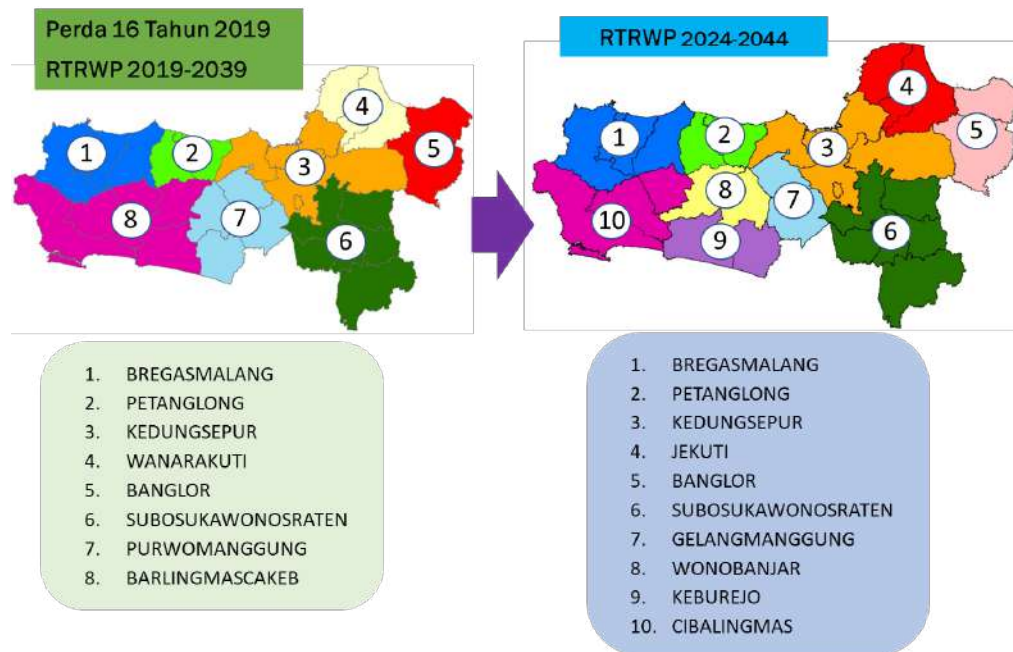 Perda 16 Tahun 2019
RTRWP 2019-2039
1
2
3
4
5
6
7
8
1. BREGASMALANG
2. PETANGLONG
3. KEDUNGSEPUR
4. WANARAKUTI
5. BANGLOR
6. SUBOSUKAWONOSRATEN
7. PURWOMANGGUNG
8. BARLINGMASCAKEB
RTRWP 2024-2044
1
2
3
4
5
6
7
8
9
10
1. BREGASMALANG
2. PETANGLONG
3. KEDUNGSEPUR
4. JEKUTI
5. BANGLOR
6. SUBOSUKAWONOSRATEN
7. GELANGMANGGUNG
8. WONOBANJAR
9. KEBUREJO
10. CIBALINGMAS